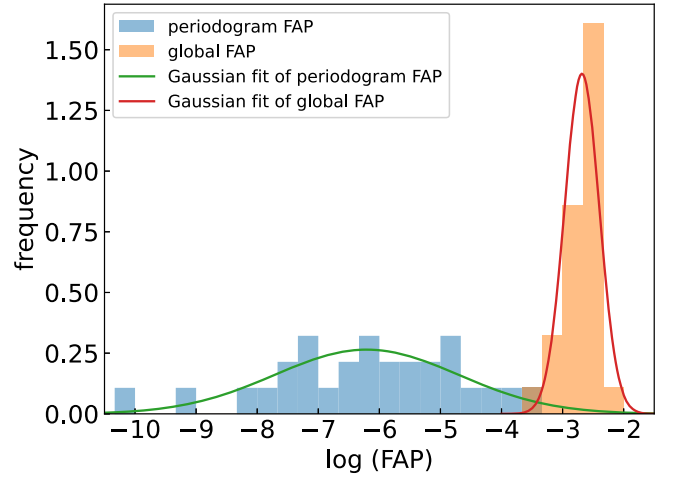 periodogram FAP
global FAP
Gaussian fit of periodogram FAP
Gaussian fit of global FAP
1.50
1.25
1.00
0.75
0.50
0.25
0.00
frequency
−10 −9 −8 −7 −6 −5 −4 −3 −2
log (FAP)